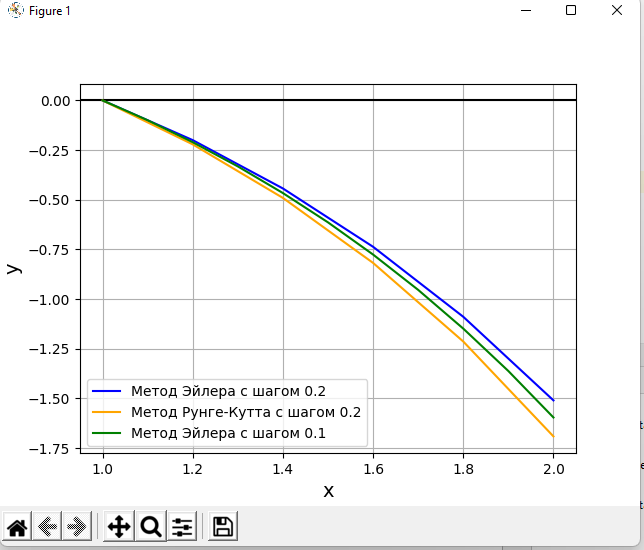 Figure 1
0.00
−0.25
−0.50
−0.75
−1.00
−1.25
−1.50
−1.75
y
Метод Эйлера с шагом 0.2
Метод Рунге-Кутта с шагом 0.2
Метод Эйлера с шагом 0.1
1.0 1.2 1.4 1.6 1.8 2.0
x